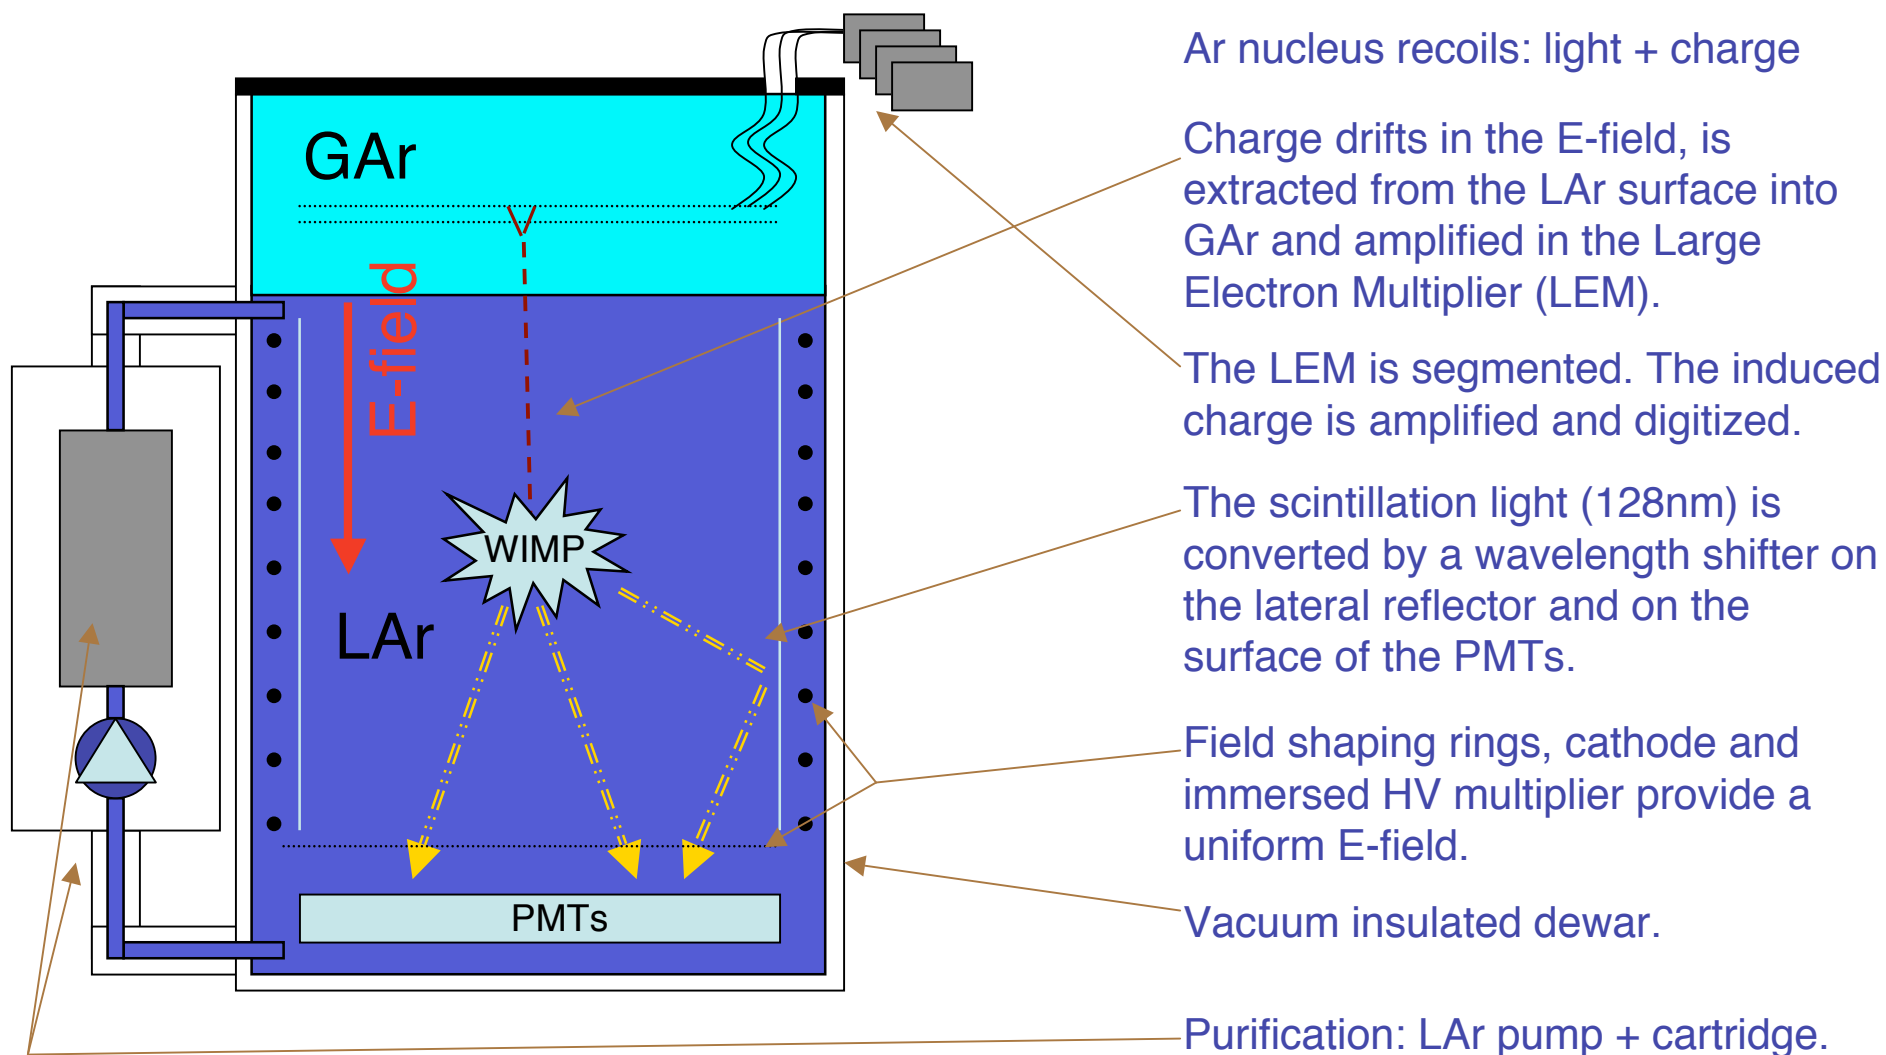 GAr
E-field
WIMP
LAr
PMTs
Ar nucleus recoils: light + charge
Charge drifts in the E-field, is
extracted from the LAr surface into
GAr and amplified in the Large
Electron Multiplier (LEM).
The LEM is segmented. The induced
charge is amplified and digitized.
The scintillation light (128nm) is
converted by a wavelength shifter on
the lateral reflector and on the
surface of the PMTs.
Field shaping rings, cathode and
immersed HV multiplier provide a
uniform E-field.
Vacuum insulated dewar.
Purification: LAr pump + cartridge.